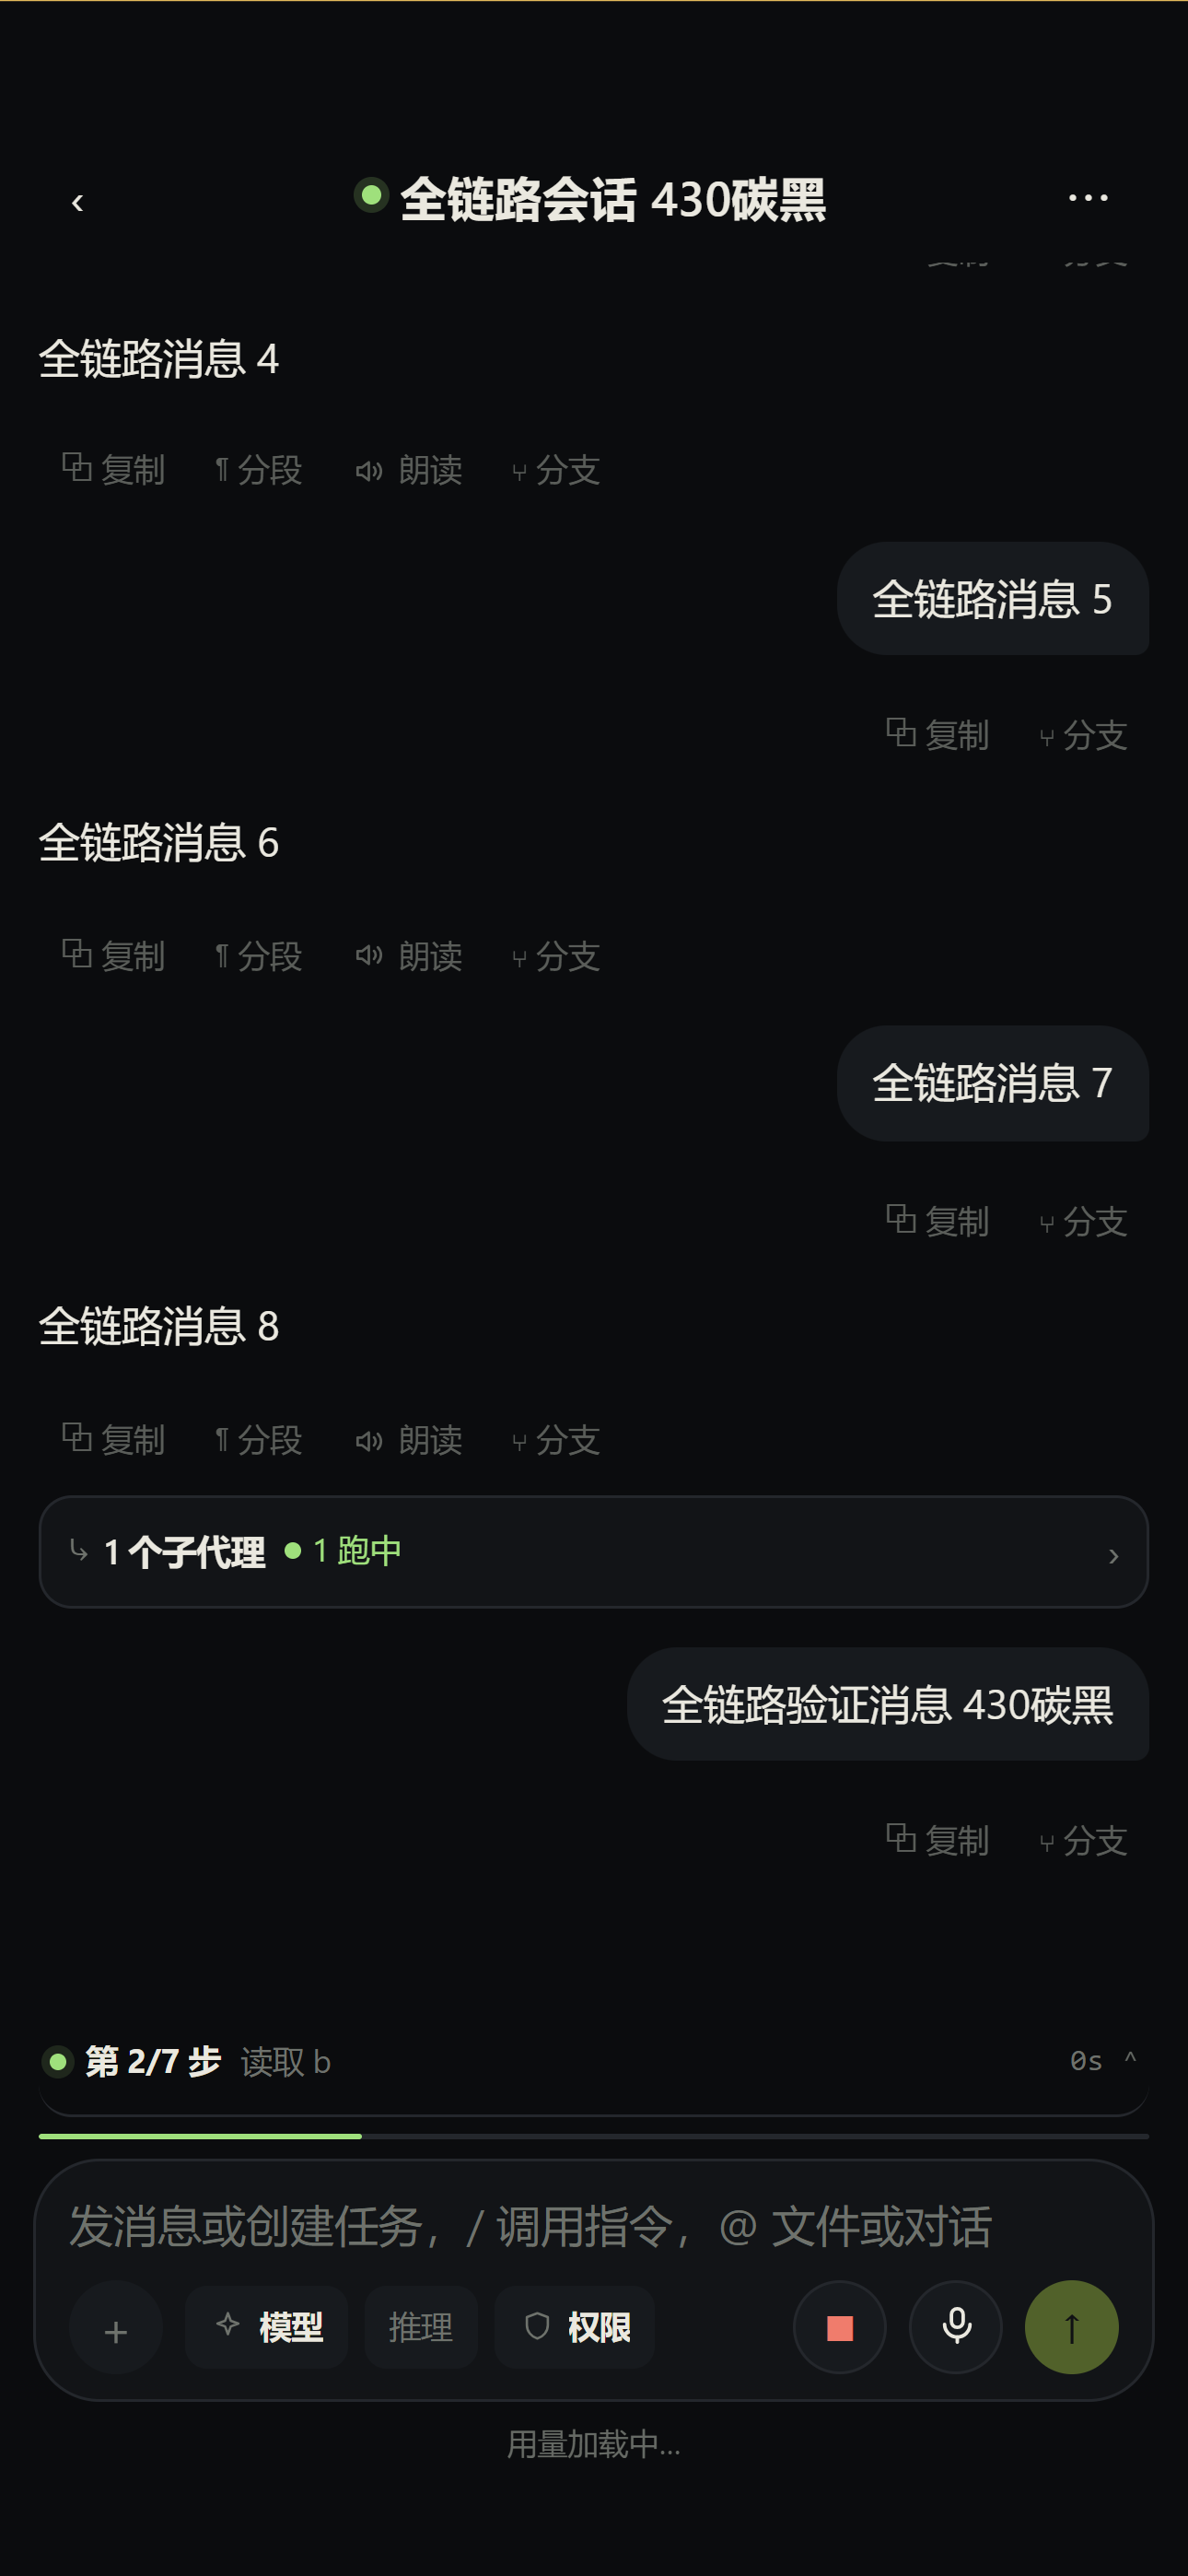 全链路会话 430碳黑
复制 分支
全链路消息 4
复制 ¶ 分段 朗读 分支
全链路消息 5
复制 分支
全链路消息 6
复制 ¶ 分段 朗读 分支
全链路消息 7
复制 分支
全链路消息 8
复制 ¶ 分段 朗读 分支
1 个子代理 1 跑中
全链路验证消息 430碳黑
复制 分支
第 2/7 步 读取 b 0s
发消息或创建任务，/ 调用指令，@ 文件或对话
+ 模型 推理 权限
用量加载中...